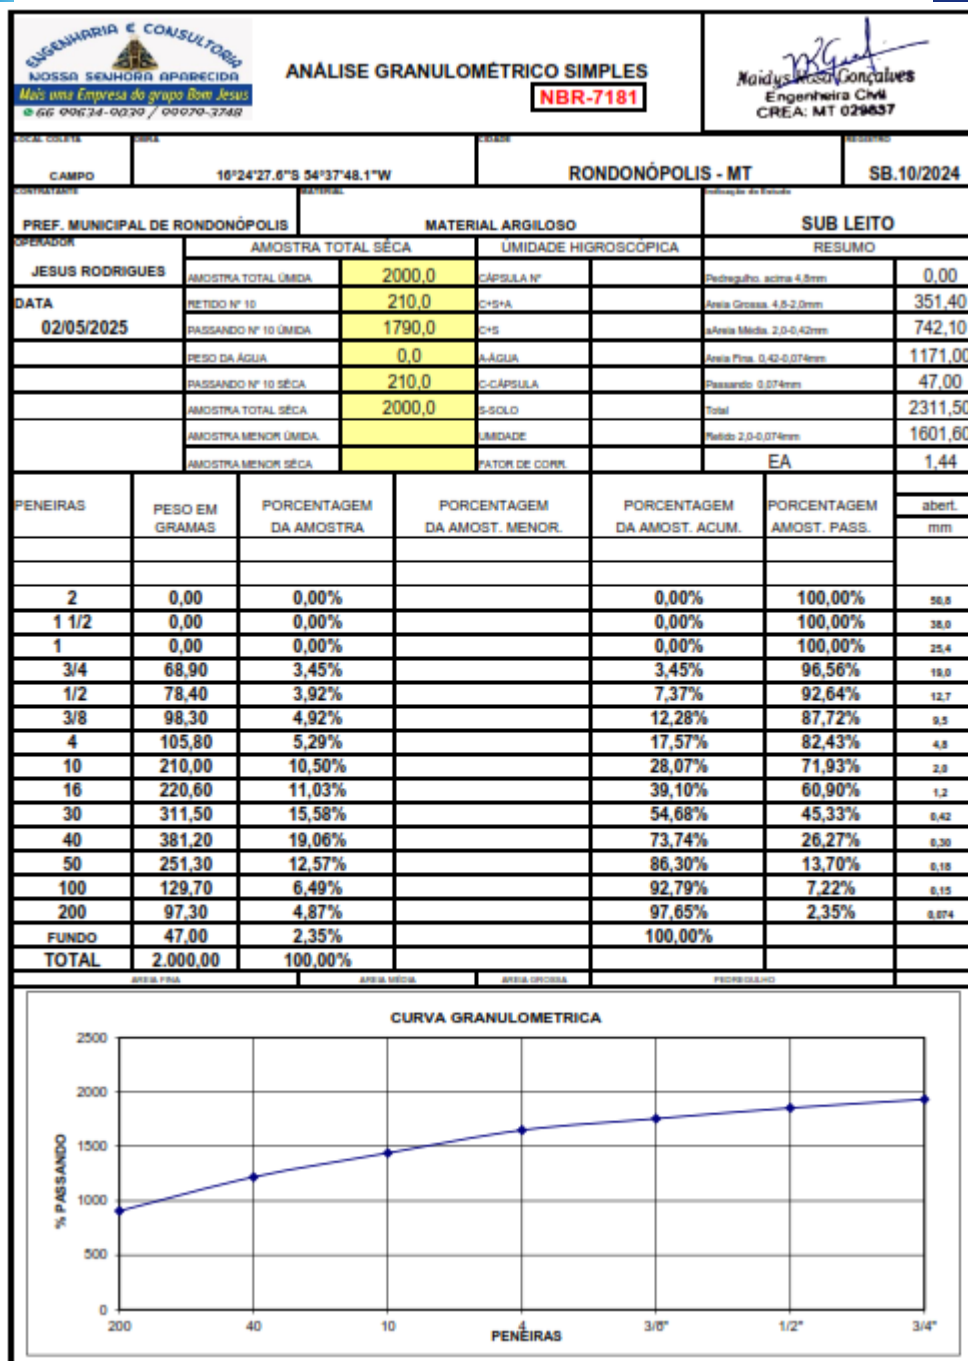 ENGENHARIA E CONSULTORIA
NOSSA SENHORA APARECIDA
Mais uma Empresa do grupo Bom Jesus
66 99634-9039 / 99979-3748
ANÁLISE GRANULOMÉTRICO SIMPLES
NBR-7181
Naidys Rosa Gonçalves
Engenheira Civil
CREA: MT 029837
LOCAL COLETA OBRA CIDADE REGISTRO
CAMPO 16°24'27.6"S 54°37'48.1"W RONDONÓPOLIS - MT SB.10/2024
CONTRATANTE MATERIAL Indicação do Estudo
PREF. MUNICIPAL DE RONDONÓPOLIS MATERIAL ARGILOSO SUB LEITO
OPERADOR AMOSTRA TOTAL SÊCA ÚMIDADE HIGROSCÓPICA RESUMO
JESUS RODRIGUES AMOSTRA TOTAL ÚMIDA 2000,0 CÁPSULA Nº Pedregulho. acima 4,8mm 0,00
DATA RETIDO Nº 10 210,0 C+S+A Areia Grossa. 4,8-2,0mm 351,40
02/05/2025 PASSANDO Nº 10 ÚMIDA 1790,0 C+S aAreia Média. 2,0-0,42mm 742,10
PESO DA ÁGUA 0,0 A-ÁGUA Areia Fina. 0,42-0,074mm 1171,00
PASSANDO Nº 10 SÊCA 210,0 C-CÁPSULA Passando 0,074mm 47,00
AMOSTRA TOTAL SÊCA 2000,0 S-SOLO Total 2311,50
AMOSTRA MENOR ÚMIDA. UMIDADE Retido 2,0-0,074mm 1601,60
AMOSTRA MENOR SÊCA FATOR DE CORR. EA 1,44
PENEIRAS PESO EM GRAMAS PORCENTAGEM DA AMOSTRA PORCENTAGEM DA AMOST. MENOR. PORCENTAGEM DA AMOST. ACUM. PORCENTAGEM AMOST. PASS. abert. mm
2 0,00 0,00% 0,00% 100,00% 50,8
1 1/2 0,00 0,00% 0,00% 100,00% 38,0
1 0,00 0,00% 0,00% 100,00% 25,4
3/4 68,90 3,45% 3,45% 96,56% 19,0
1/2 78,40 3,92% 7,37% 92,64% 12,7
3/8 98,30 4,92% 12,28% 87,72% 9,5
4 105,80 5,29% 17,57% 82,43% 4,8
10 210,00 10,50% 28,07% 71,93% 2,0
16 220,60 11,03% 39,10% 60,90% 1,2
30 311,50 15,58% 54,68% 45,33% 0,42
40 381,20 19,06% 73,74% 26,27% 0,30
50 251,30 12,57% 86,30% 13,70% 0,18
100 129,70 6,49% 92,79% 7,22% 0,15
200 97,30 4,87% 97,65% 2,35% 0,074
FUNDO 47,00 2,35% 100,00%
TOTAL 2.000,00 100,00%
AREIA FINA AREIA MÉDIA AREIA GROSSA PEDREGULHO
CURVA GRANULOMETRICA
% PASSANDO
2500
2000
1500
1000
500
0
200 40 10 4 3/8" 1/2" 3/4"
PENEIRAS